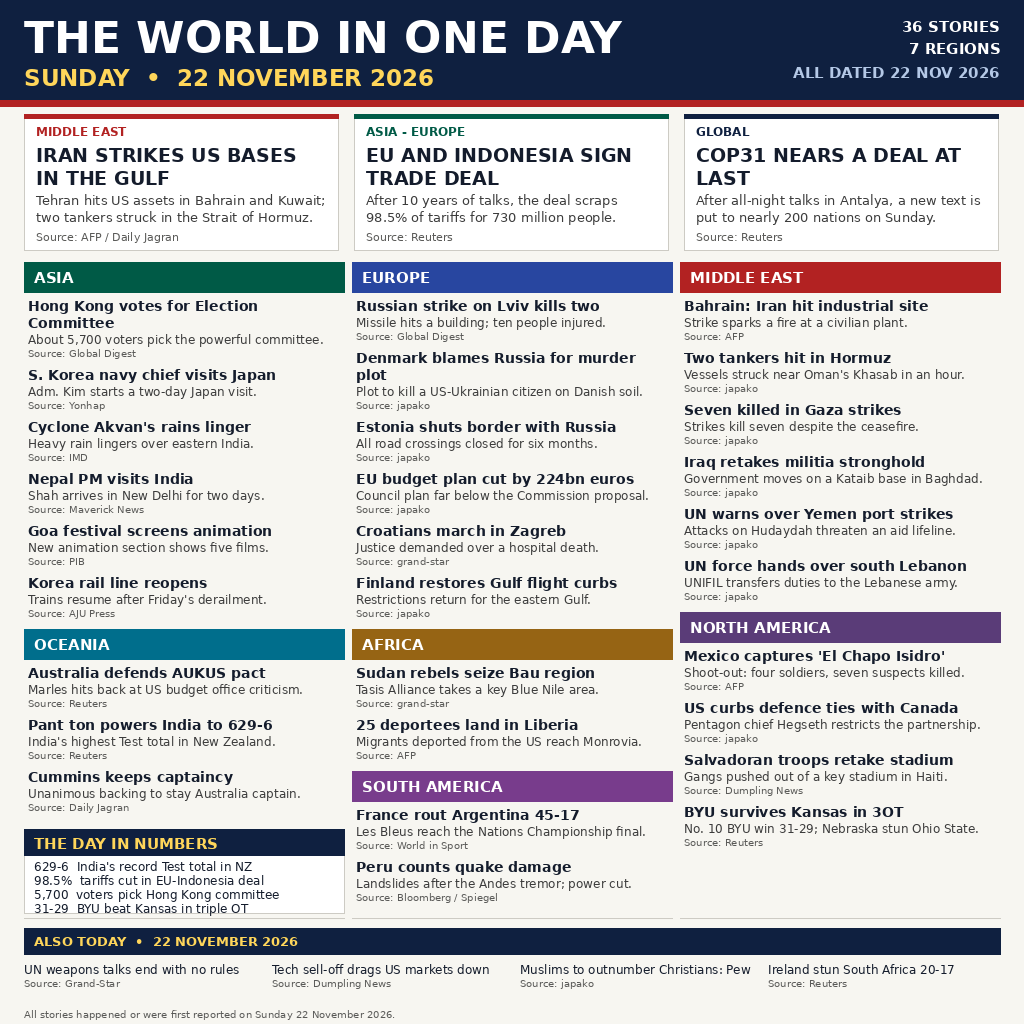 THE WORLD IN ONE DAY
SUNDAY • 22 NOVEMBER 2026
36 STORIES
7 REGIONS
ALL DATED 22 NOV 2026
MIDDLE EAST
IRAN STRIKES US BASES
IN THE GULF
Tehran hits US assets in Bahrain and Kuwait;
two tankers struck in the Strait of Hormuz.
Source: AFP / Daily Jagran
ASIA - EUROPE
EU AND INDONESIA SIGN
TRADE DEAL
After 10 years of talks, the deal scraps
98.5% of tariffs for 730 million people.
Source: Reuters
GLOBAL
COP31 NEARS A DEAL AT
LAST
After all-night talks in Antalya, a new text is
put to nearly 200 nations on Sunday.
Source: Reuters
ASIA
Hong Kong votes for Election
Committee
About 5,700 voters pick the powerful committee.
Source: Global Digest
S. Korea navy chief visits Japan
Adm. Kim starts a two-day Japan visit.
Source: Yonhap
Cyclone Akvan's rains linger
Heavy rain lingers over eastern India.
Source: IMD
Nepal PM visits India
Shah arrives in New Delhi for two days.
Source: Maverick News
Goa festival screens animation
New animation section shows five films.
Source: PIB
Korea rail line reopens
Trains resume after Friday's derailment.
Source: AJU Press
OCEANIA
Australia defends AUKUS pact
Marles hits back at US budget office criticism.
Source: Reuters
Pant ton powers India to 629-6
India's highest Test total in New Zealand.
Source: Reuters
Cummins keeps captaincy
Unanimous backing to stay Australia captain.
Source: Daily Jagran
THE DAY IN NUMBERS
629-6 India's record Test total in NZ
98.5% tariffs cut in EU-Indonesia deal
5,700 voters pick Hong Kong committee
31-29 BYU beat Kansas in triple OT
EUROPE
Russian strike on Lviv kills two
Missile hits a building; ten people injured.
Source: Global Digest
Denmark blames Russia for murder
plot
Plot to kill a US-Ukrainian citizen on Danish soil.
Source: japako
Estonia shuts border with Russia
All road crossings closed for six months.
Source: japako
EU budget plan cut by 224bn euros
Council plan far below the Commission proposal.
Source: japako
Croatians march in Zagreb
Justice demanded over a hospital death.
Source: grand-star
Finland restores Gulf flight curbs
Restrictions return for the eastern Gulf.
Source: japako
AFRICA
Sudan rebels seize Bau region
Tasis Alliance takes a key Blue Nile area.
Source: grand-star
25 deportees land in Liberia
Migrants deported from the US reach Monrovia.
Source: AFP
SOUTH AMERICA
France rout Argentina 45-17
Les Bleus reach the Nations Championship final.
Source: World in Sport
Peru counts quake damage
Landslides after the Andes tremor; power cut.
Source: Bloomberg / Spiegel
MIDDLE EAST
Bahrain: Iran hit industrial site
Strike sparks a fire at a civilian plant.
Source: AFP
Two tankers hit in Hormuz
Vessels struck near Oman's Khasab in an hour.
Source: japako
Seven killed in Gaza strikes
Strikes kill seven despite the ceasefire.
Source: japako
Iraq retakes militia stronghold
Government moves on a Kataib base in Baghdad.
Source: japako
UN warns over Yemen port strikes
Attacks on Hudaydah threaten an aid lifeline.
Source: japako
UN force hands over south Lebanon
UNIFIL transfers duties to the Lebanese army.
Source: japako
NORTH AMERICA
Mexico captures 'El Chapo Isidro'
Shoot-out: four soldiers, seven suspects killed.
Source: AFP
US curbs defence ties with Canada
Pentagon chief Hegseth restricts the partnership.
Source: japako
Salvadoran troops retake stadium
Gangs pushed out of a key stadium in Haiti.
Source: Dumpling News
BYU survives Kansas in 3OT
No. 10 BYU win 31-29; Nebraska stun Ohio State.
Source: Reuters
ALSO TODAY • 22 NOVEMBER 2026
UN weapons talks end with no rules
Source: Grand-Star
Tech sell-off drags US markets down
Source: Dumpling News
Muslims to outnumber Christians: Pew
Source: japako
Ireland stun South Africa 20-17
Source: Reuters
All stories happened or were first reported on Sunday 22 November 2026.